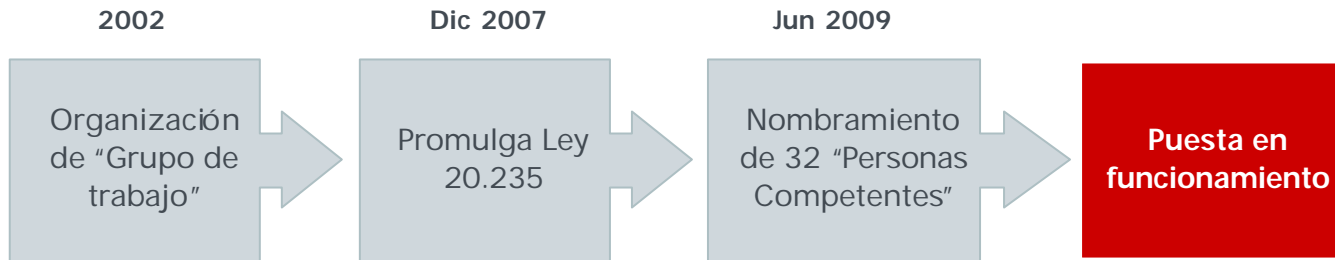 2002
Organización
de “Grupo de
trabajo”
Dic 2007
Promulga Ley
20.235
Jun 2009
Nombramiento
de 32 “Personas
Competentes”
Puesta en
funcionamiento